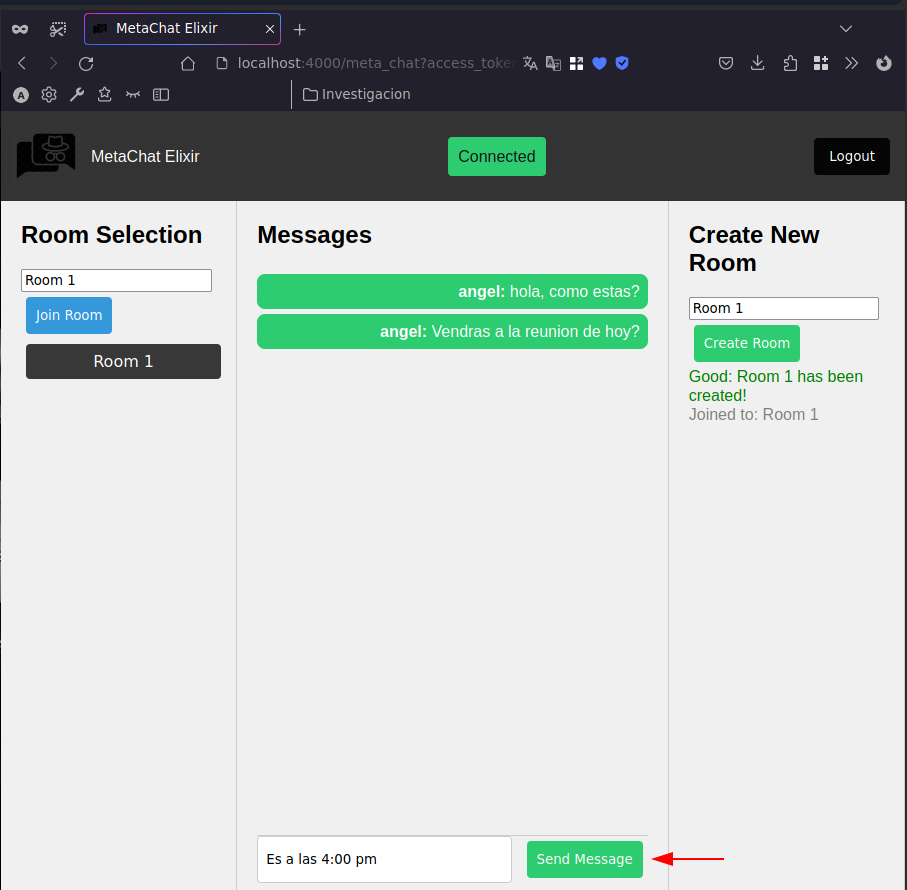 MetaChat Elixir
localhost:4000/meta_chat?access_token
Investigacion
MetaChat Elixir
Connected
Logout
Room Selection
Room 1
Join Room
Room 1
Messages
angel: hola, como estas?
angel: Vendras a la reunion de hoy?
Es a las 4:00 pm
Send Message
Create New
Room
Room 1
Create Room
Good: Room 1 has been
created!
Joined to: Room 1